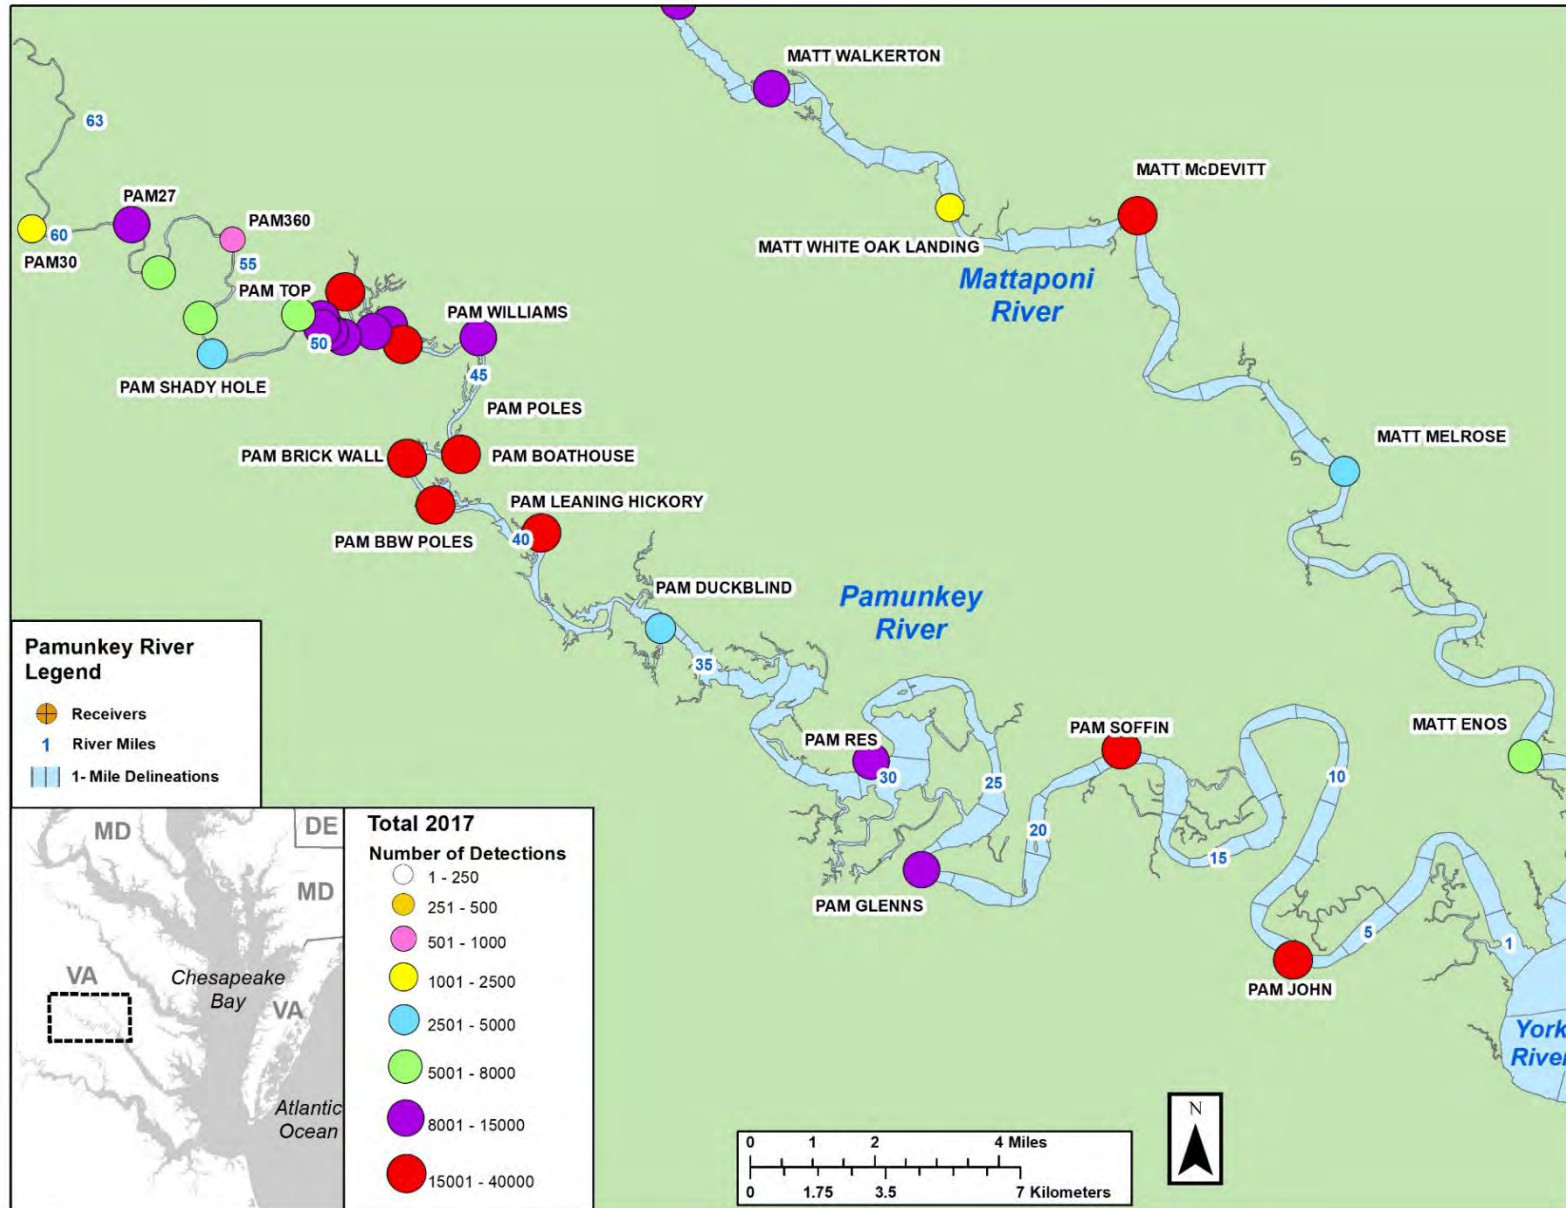 MATT WALKERTON
63
MATT McDEVITT
PAM27
PAM360
60
PAM30
MATT WHITE OAK LANDING
55
Mattaponi
River
PAM TOP
PAM WILLIAMS
50
45
PAM SHADY HOLE
PAM POLES
MATT MELROSE
PAM BRICK WALL
PAM BOATHOUSE
PAM LEANING HICKORY
PAM BBW POLES
40
PAM DUCKBLIND
Pamunkey
River
35
PAM RES
PAM SOFFIN
MATT ENOS
30
25
10
20
15
PAM GLENNS
5
1
PAM JOHN
York
River
Pamunkey River
Legend
Receivers
1 River Miles
1- Mile Delineations
MD
DE
MD
VA
Chesapeake
Bay
VA
Atlantic
Ocean
Total 2017
Number of Detections
1 - 250
251 - 500
501 - 1000
1001 - 2500
2501 - 5000
5001 - 8000
8001 - 15000
15001 - 40000
N
0 1 2 4 Miles
0 1.75 3.5 7 Kilometers